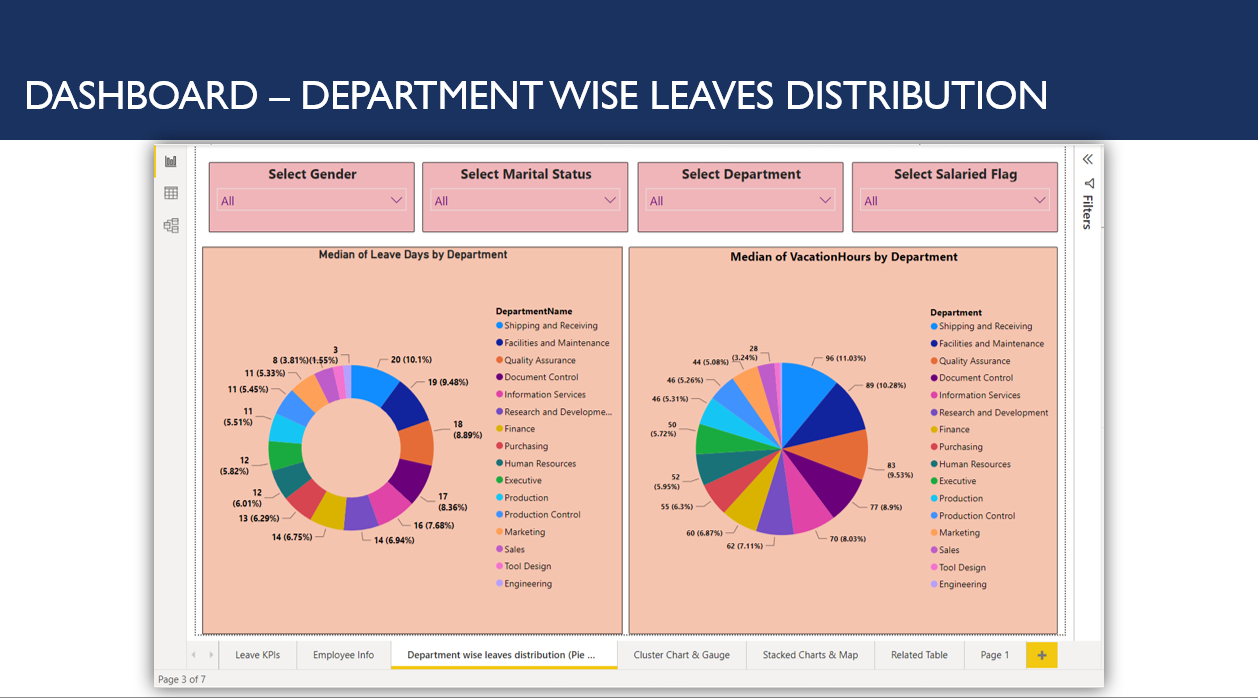 DASHBOARD – DEPARTMENT WISE LEAVES DISTRIBUTION
Select Gender
All
Select Marital Status
All
Select Department
All
Select Salaried Flag
All
Filters
Median of Leave Days by Department
20 (10.1%)
19 (9.48%)
18
(8.89%)
17
(8.36%)
16 (7.68%)
14 (6.94%)
14 (6.75%)
13 (6.29%)
12
(6.01%)
12
(5.82%)
11
(5.51%)
11 (5.45%)
11 (5.33%)
8 (3.81%)
3
(1.55%)
DepartmentName
Shipping and Receiving
Facilities and Maintenance
Quality Assurance
Document Control
Information Services
Research and Developme...
Finance
Purchasing
Human Resources
Executive
Production
Production Control
Marketing
Sales
Tool Design
Engineering
Median of VacationHours by Department
96 (11.03%)
89 (10.28%)
83
(9.53%)
77 (8.9%)
70 (8.03%)
62 (7.11%)
60 (6.87%)
55 (6.3%)
52
(5.95%)
50
(5.72%)
46 (5.31%)
46 (5.26%)
44 (5.08%)
28
(3.24%)
Department
Shipping and Receiving
Facilities and Maintenance
Quality Assurance
Document Control
Information Services
Research and Development
Finance
Purchasing
Human Resources
Executive
Production
Production Control
Marketing
Sales
Tool Design
Engineering
Leave KPIs
Employee Info
Department wise leaves distribution (Pie ...
Cluster Chart & Gauge
Stacked Charts & Map
Related Table
Page 1
+
Page 3 of 7